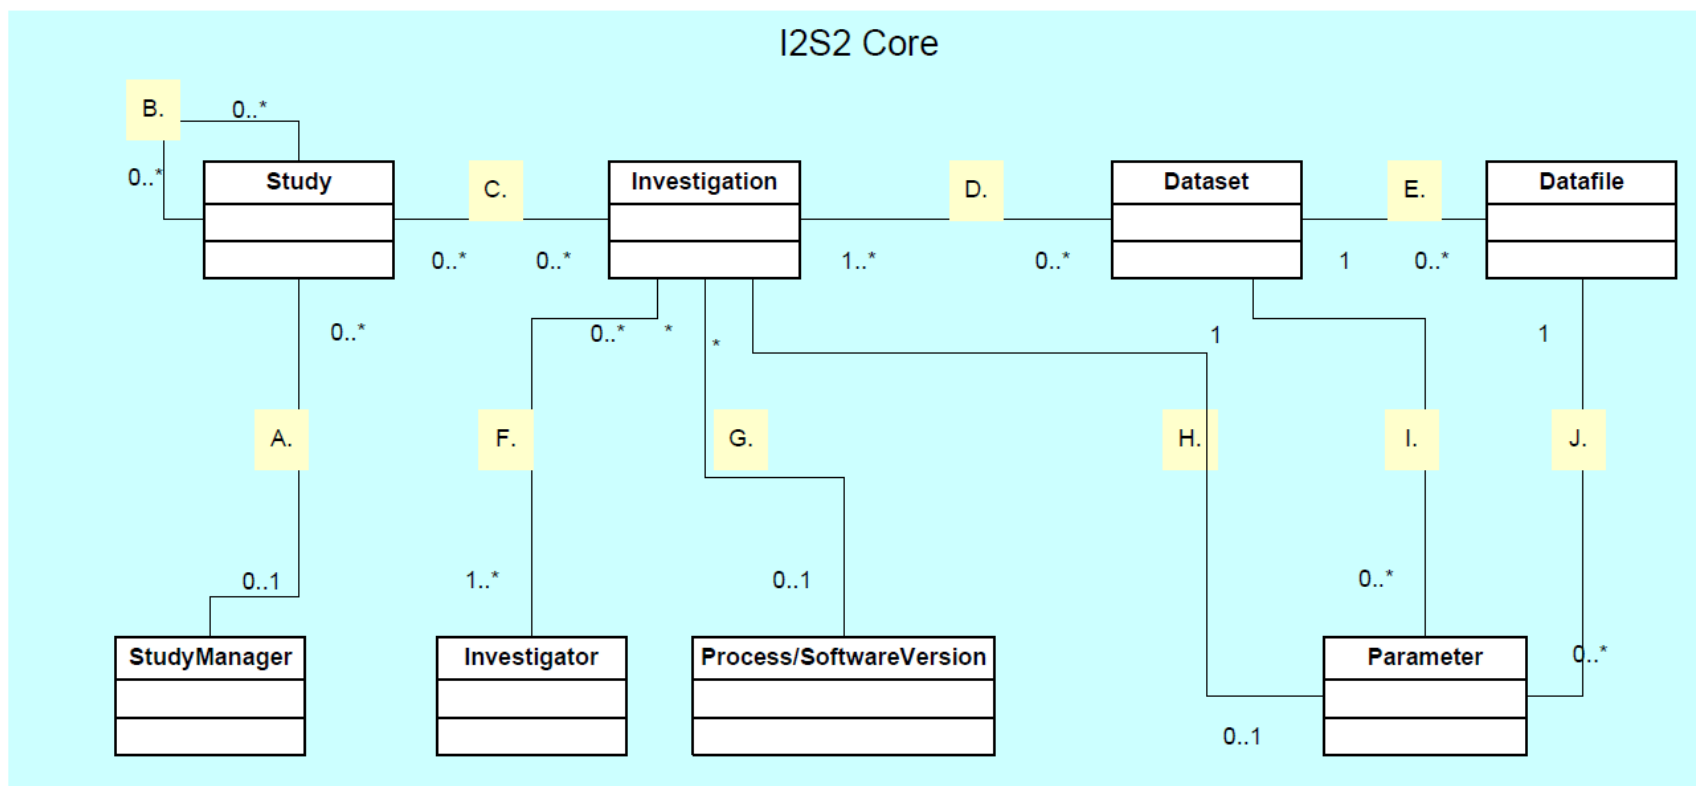 I2S2 Core
B.
0..*
0..*
Study
C.
Investigation
D.
Dataset
E.
Datafile
0..*
0..*
1..*
0..*
1
0..*
0..*
0..*
*
*
1
1
A.
F.
G.
H.
I.
J.
0..1
1..*
0..1
0..*
StudyManager
Investigator
Process/SoftwareVersion
Parameter
0..*
0..1